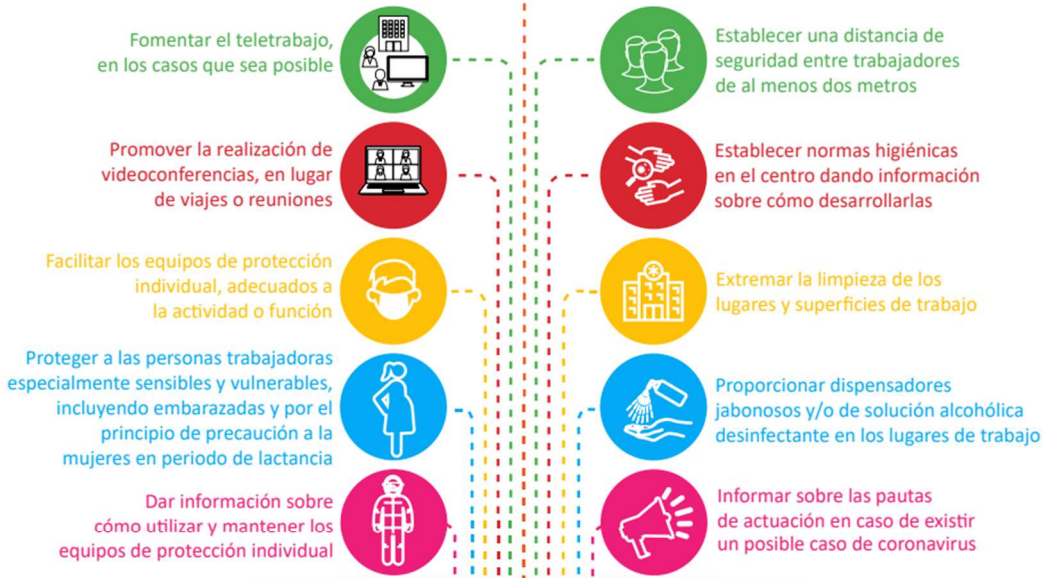 Fomentar el teletrabajo,
en los casos que sea posible
Promover la realización de
videoconferencias, en lugar
de viajes o reuniones
Facilitar los equipos de protección
individual, adecuados a
la actividad o función
Proteger a las personas trabajadoras
especialmente sensibles y vulnerables,
incluyendo embarazadas y por el
principio de precaución a la
mujeres en periodo de lactancia
Dar información sobre
cómo utilizar y mantener los
equipos de protección individual
Establecer una distancia de
seguridad entre trabajadores
de al menos dos metros
Establecer normas higiénicas
en el centro dando información
sobre cómo desarrollarlas
Extremar la limpieza de los
lugares y superficies de trabajo
Proporcionar dispensadores
jabonosos y/o de solución alcohólica
desinfectante en los lugares de trabajo
Informar sobre las pautas
de actuación en caso de existir
un posible caso de coronavirus